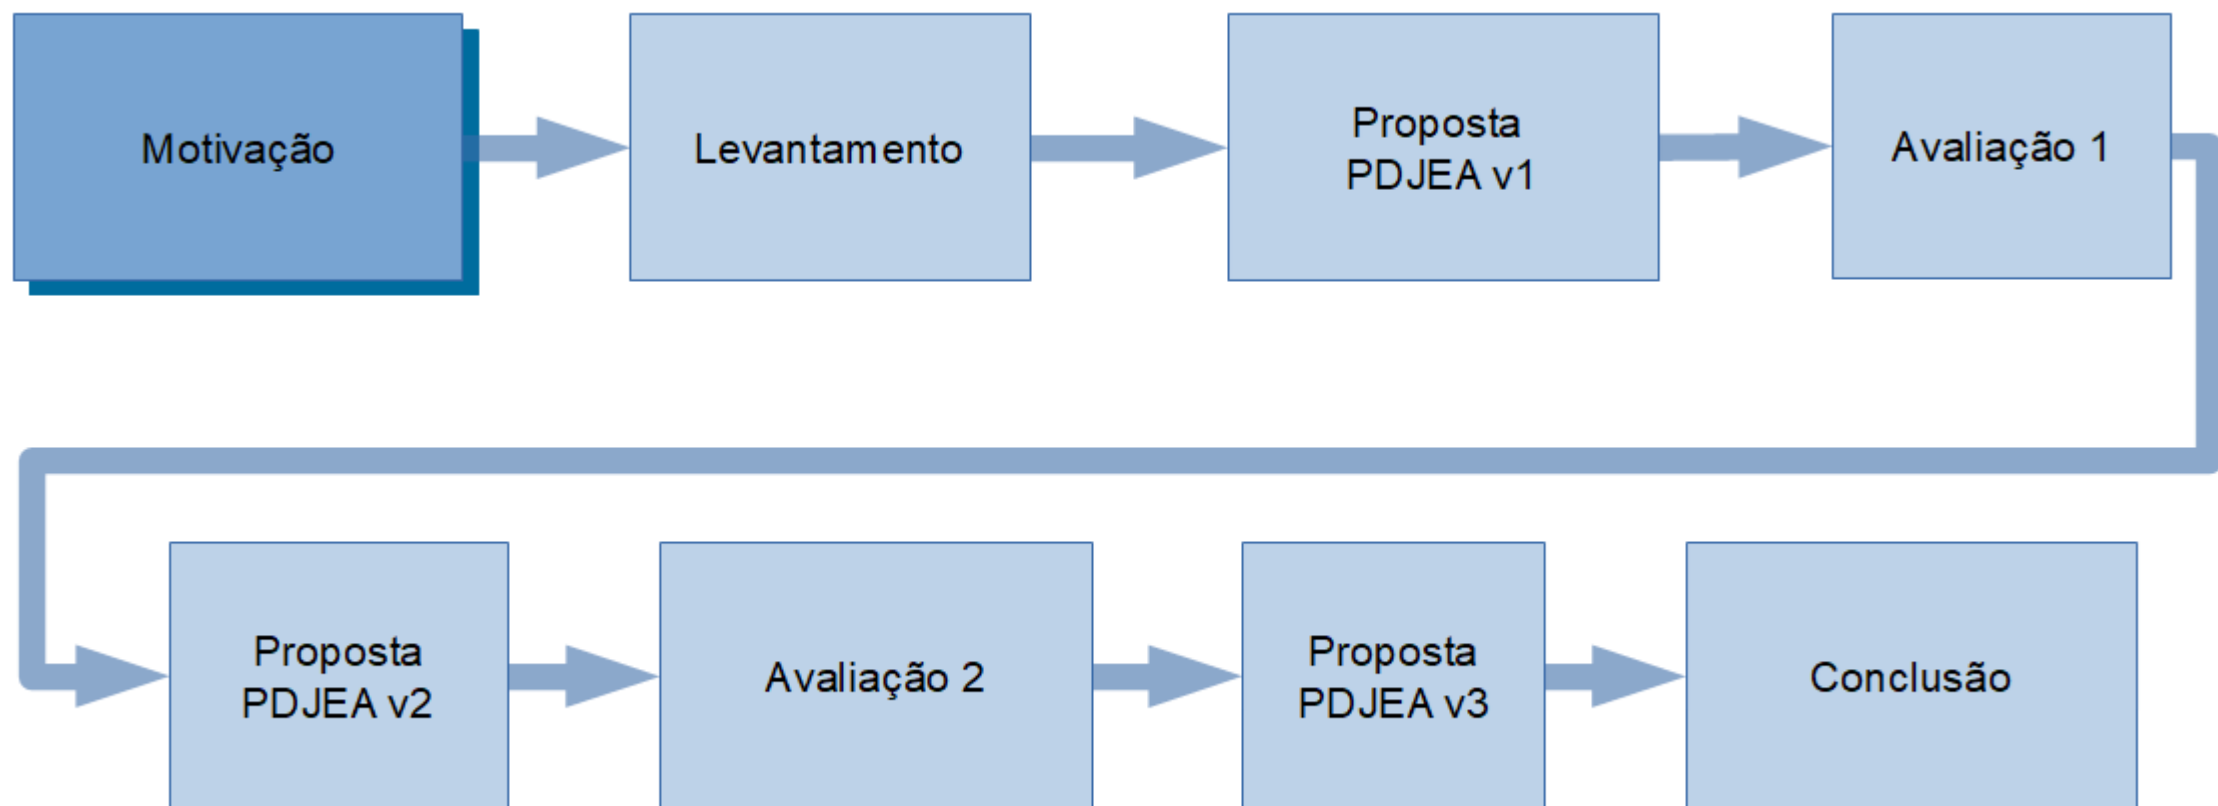 Motivação
Levantamento
Proposta
PDJEA v1
Avaliação 1
Proposta
PDJEA v2
Avaliação 2
Proposta
PDJEA v3
Conclusão